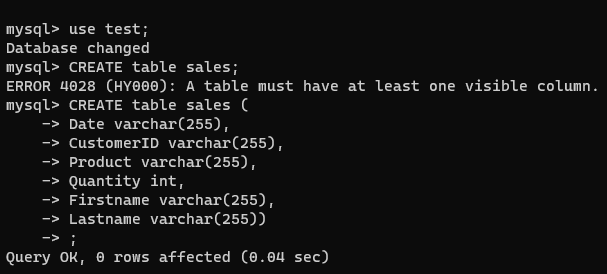 mysql> use test;
Database changed
mysql> CREATE table sales;
ERROR 4028 (HY000): A table must have at least one visible column.
mysql> CREATE table sales (
    -> Date varchar(255),
    -> CustomerID varchar(255),
    -> Product varchar(255),
    -> Quantity int,
    -> Firstname varchar(255),
    -> Lastname varchar(255))
    -> ;
Query OK, 0 rows affected (0.04 sec)